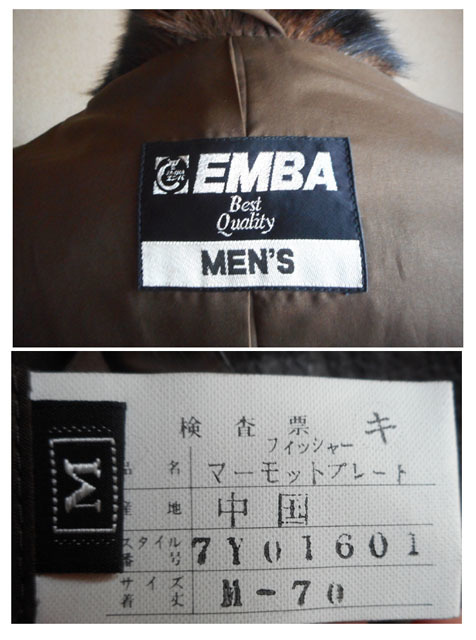 EMBA
Best
Quality
MEN'S
M
検査票 キ
フィッシャー
品名 マーモットプレート
産地 中国
スタイル
番号 7Y01601
サイズ
着丈 M-70